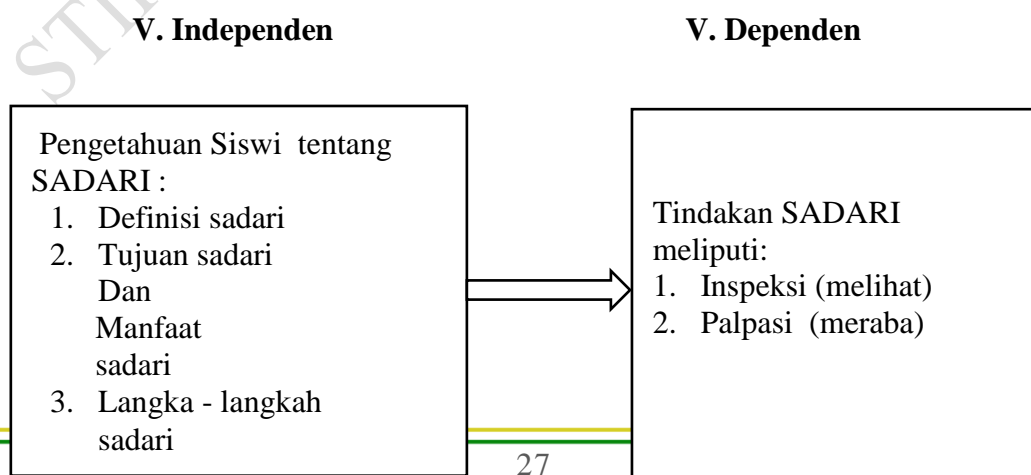 STI
V. Independen
V. Dependen
Pengetahuan Siswi tentang
SADARI :
1. Definisi sadari
2. Tujuan sadari
Dan
Manfaat
sadari
3. Langka - langkah
sadari
Tindakan SADARI
meliputi:
1. Inspeksi (melihat)
2. Palpasi (meraba)
27